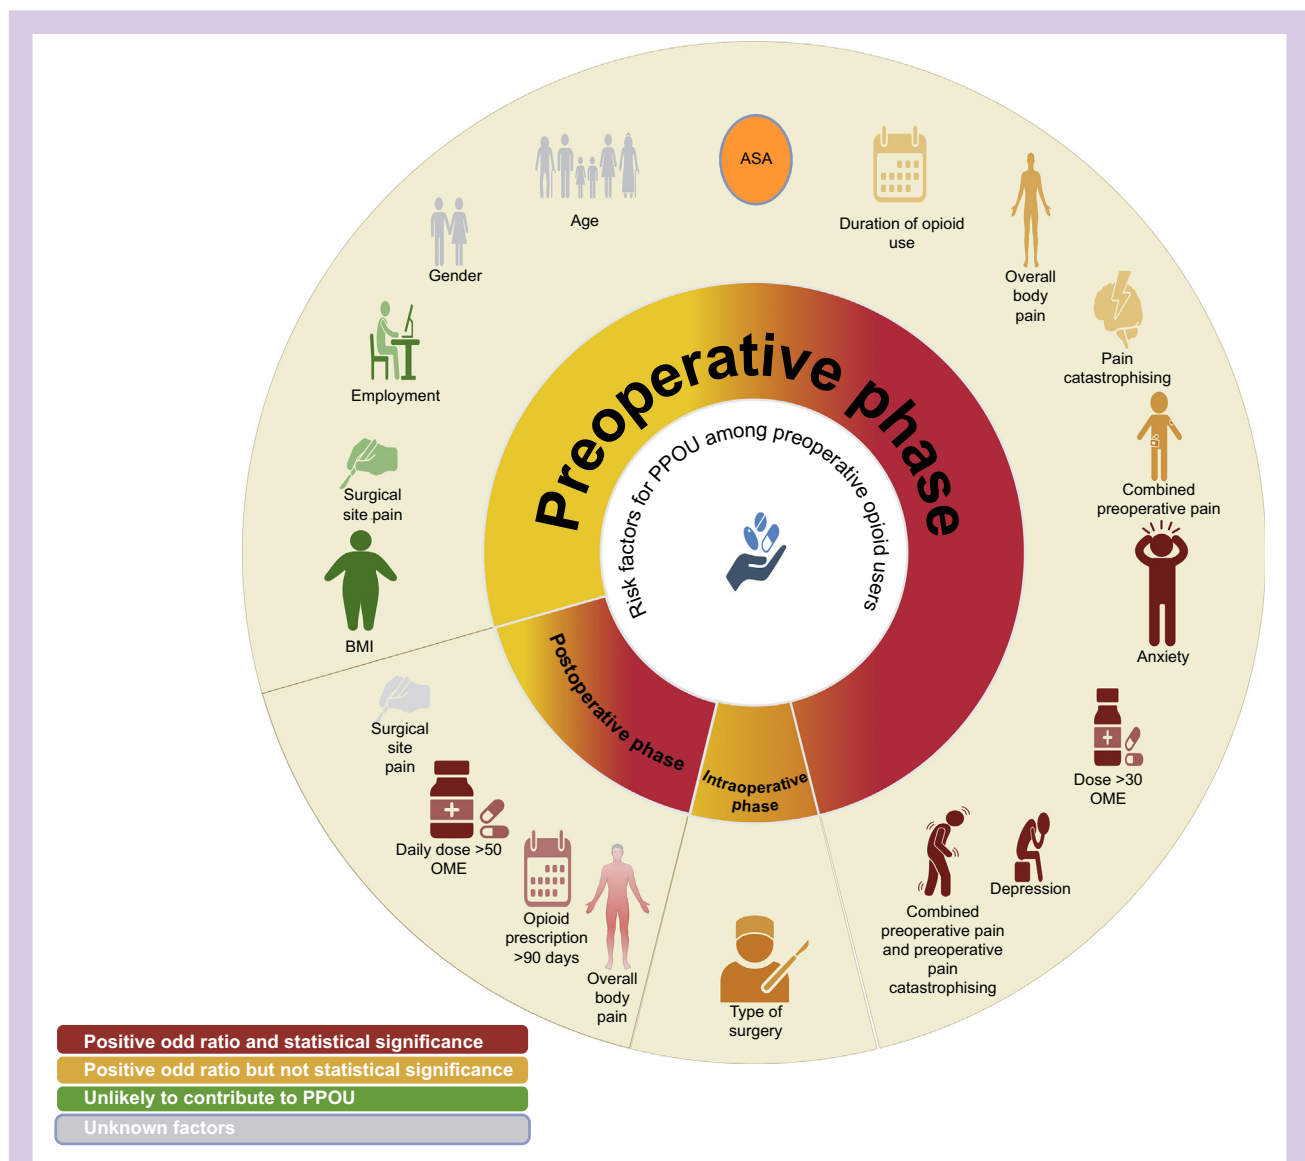 ASA
Age
Duration of opioid
use
Gender
Overall
body
pain
Employment
Pain
catastrophising
Surgical
site pain
Combined
preoperative pain
BMI
Anxiety
Preoperative phase
Risk factors for PPOU among preoperative opioid users
Postoperative phase
Intraoperative
phase
Surgical
site
pain
Dose >30
OME
Daily dose >50
OME
Depression
Opioid
prescription
>90 days
Overall
body
pain
Combined
preoperative pain
and preoperative
pain
catastrophising
Type of
surgery
Positive odd ratio and statistical significance
Positive odd ratio but not statistical significance
Unlikely to contribute to PPOU
Unknown factors